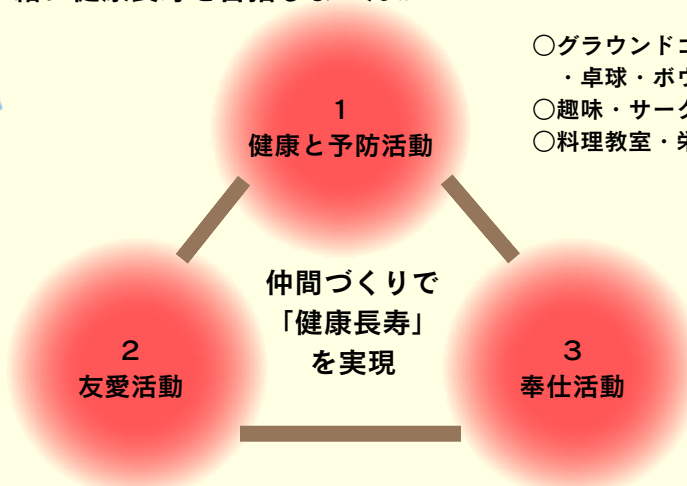 ○グラウンドゴ
・卓球・ボウ
○趣味・サーク
○料理教室・栄
1
健康と予防活動
仲間づくりで
「健康長寿」
を実現
2
友愛活動
3
奉仕活動